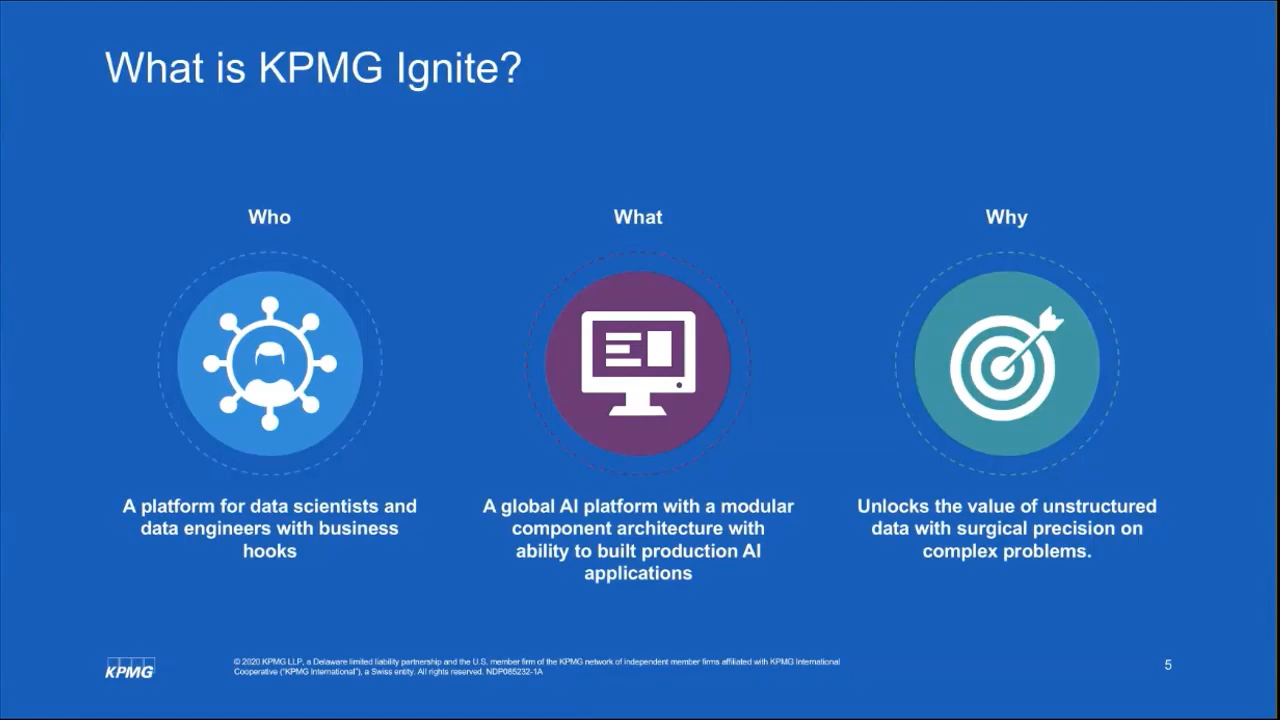 What is KPMG Ignite?
Who
A platform for data scientists and
data engineers with business
hooks
What
A global AI platform with a modular
component architecture with
ability to built production AI
applications
Why
Unlocks the value of unstructured
data with surgical precision on
complex problems.
KPMG
© 2020 KPMG LLP, a Delaware limited liability partnership and the U.S. member firm of the KPMG network of independent member firms affiliated with KPMG International
Cooperative ("KPMG International"), a Swiss entity. All rights reserved. NDP085232-1A
5